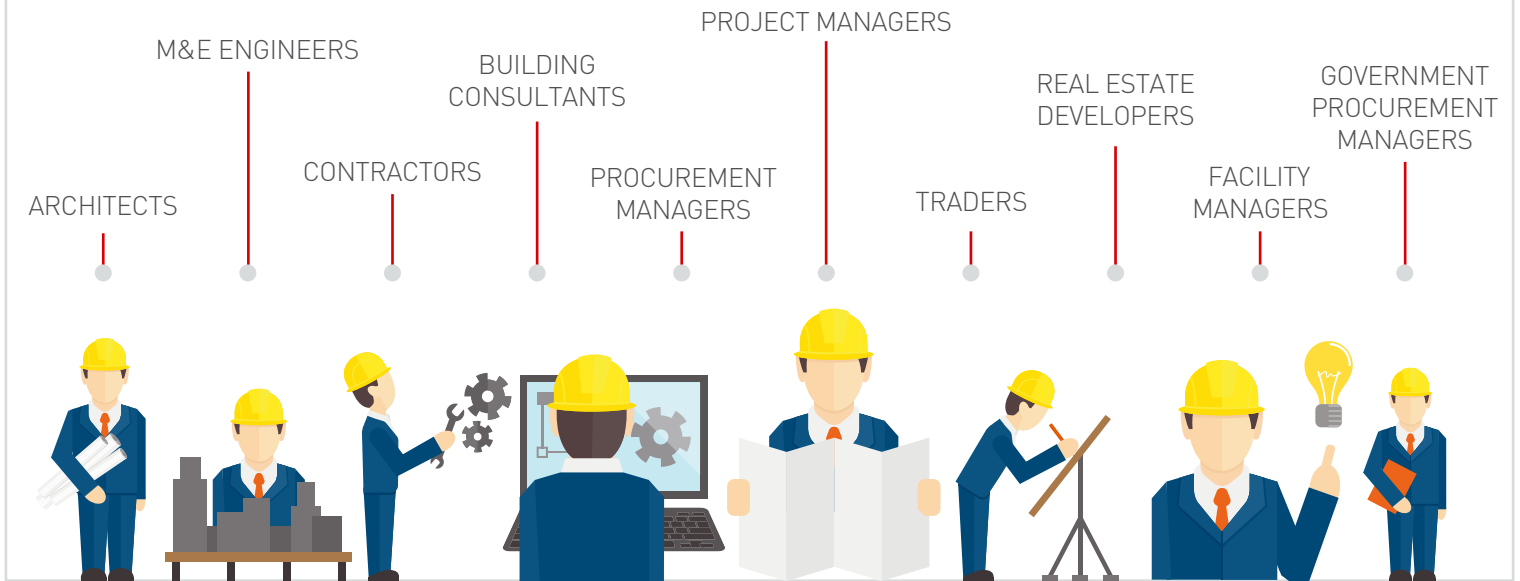 ARCHITECTS
M&E ENGINEERS
CONTRACTORS
BUILDING
CONSULTANTS
PROCUREMENT
MANAGERS
PROJECT MANAGERS
TRADERS
REAL ESTATE
DEVELOPERS
FACILITY
MANAGERS
GOVERNMENT
PROCUREMENT
MANAGERS